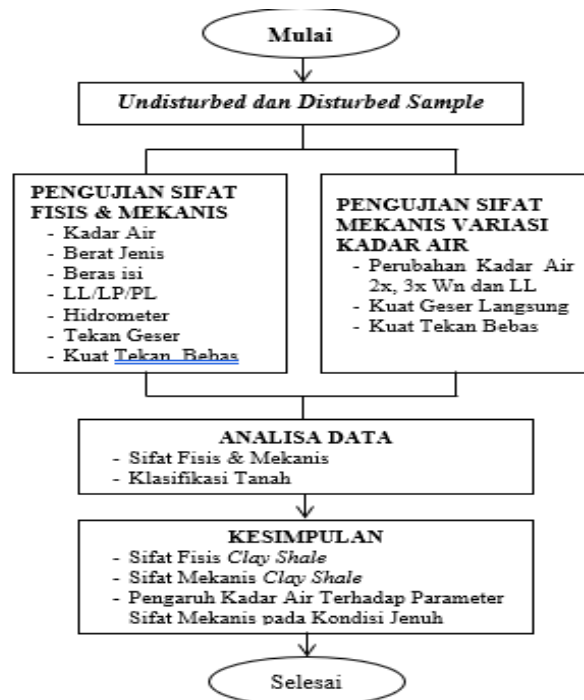 Mulai
Undisturbed dan Disturbed Sample
PENGUJIAN SIFAT
FISIS & MEKANIS
- Kadar Air
- Berat Jenis
- Beras isi
- LL/LP/PL
- Hidrometer
- Tekan Geser
- Kuat Tekan Bebas
PENGUJIAN SIFAT
MEKANIS VARIASI
KADAR AIR
- Perubahan Kadar Air
2x, 3x Wn dan LL
- Kuat Geser Langsung
- Kuat Tekan Bebas
ANALISA DATA
- Sifat Fisis & Mekanis
- Klasifikasi Tanah
KESIMPULAN
- Sifat Fisis Clay Shale
- Sifat Mekanis Clay Shale
- Pengaruh Kadar Air Terhadap Parameter
Sifat Mekanis pada Kondisi Jenuh
Selesai